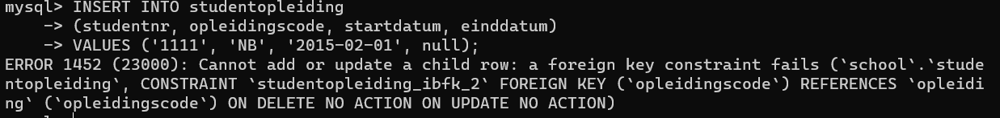 mysql> INSERT INTO studentopleiding
    -> (studentnr, opleidingscode, startdatum, einddatum)
    -> VALUES ('1111', 'NB', '2015-02-01', null);
ERROR 1452 (23000): Cannot add or update a child row: a foreign key constraint fails (`school`.`stude
ntopleiding`, CONSTRAINT `studentopleiding_ibfk_2` FOREIGN KEY (`opleidingscode`) REFERENCES `opleidi
ng` (`opleidingscode`) ON DELETE NO ACTION ON UPDATE NO ACTION)